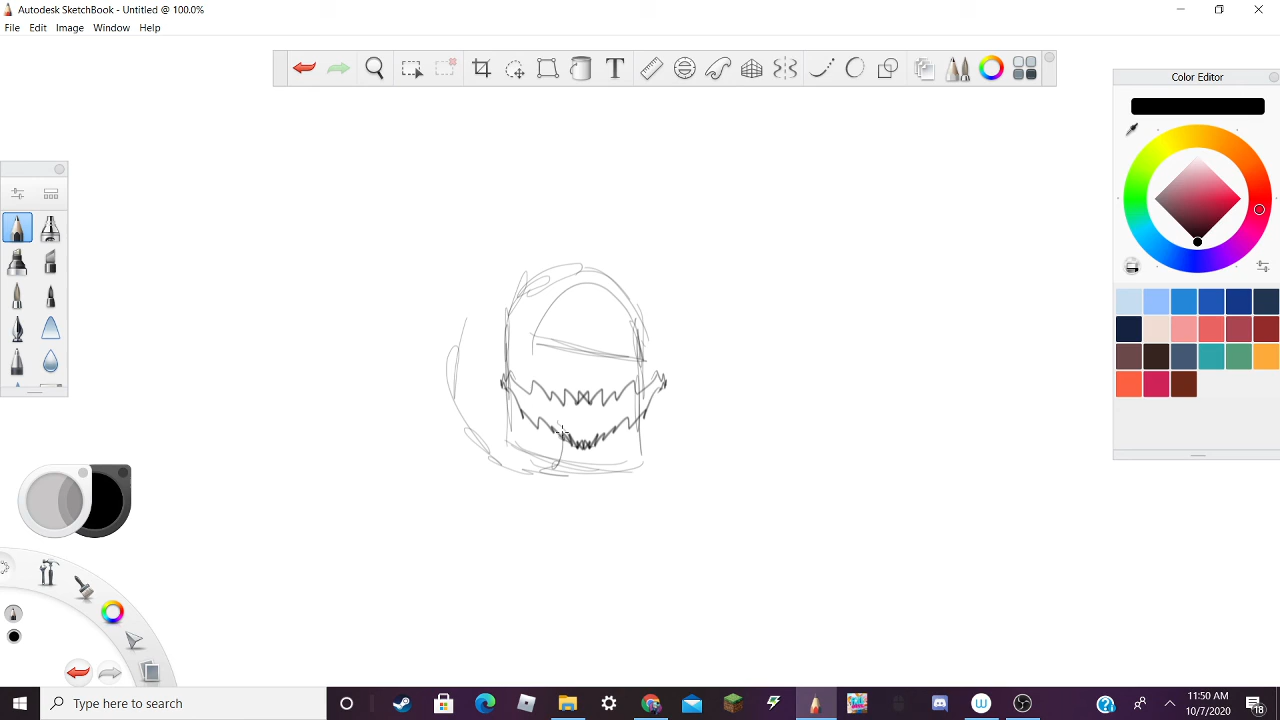 Autodesk SketchBook - Untitled @ 100.0%
File Edit Image Window Help
T
Color Editor
Type here to search
11:50 AM
10/7/2020
18